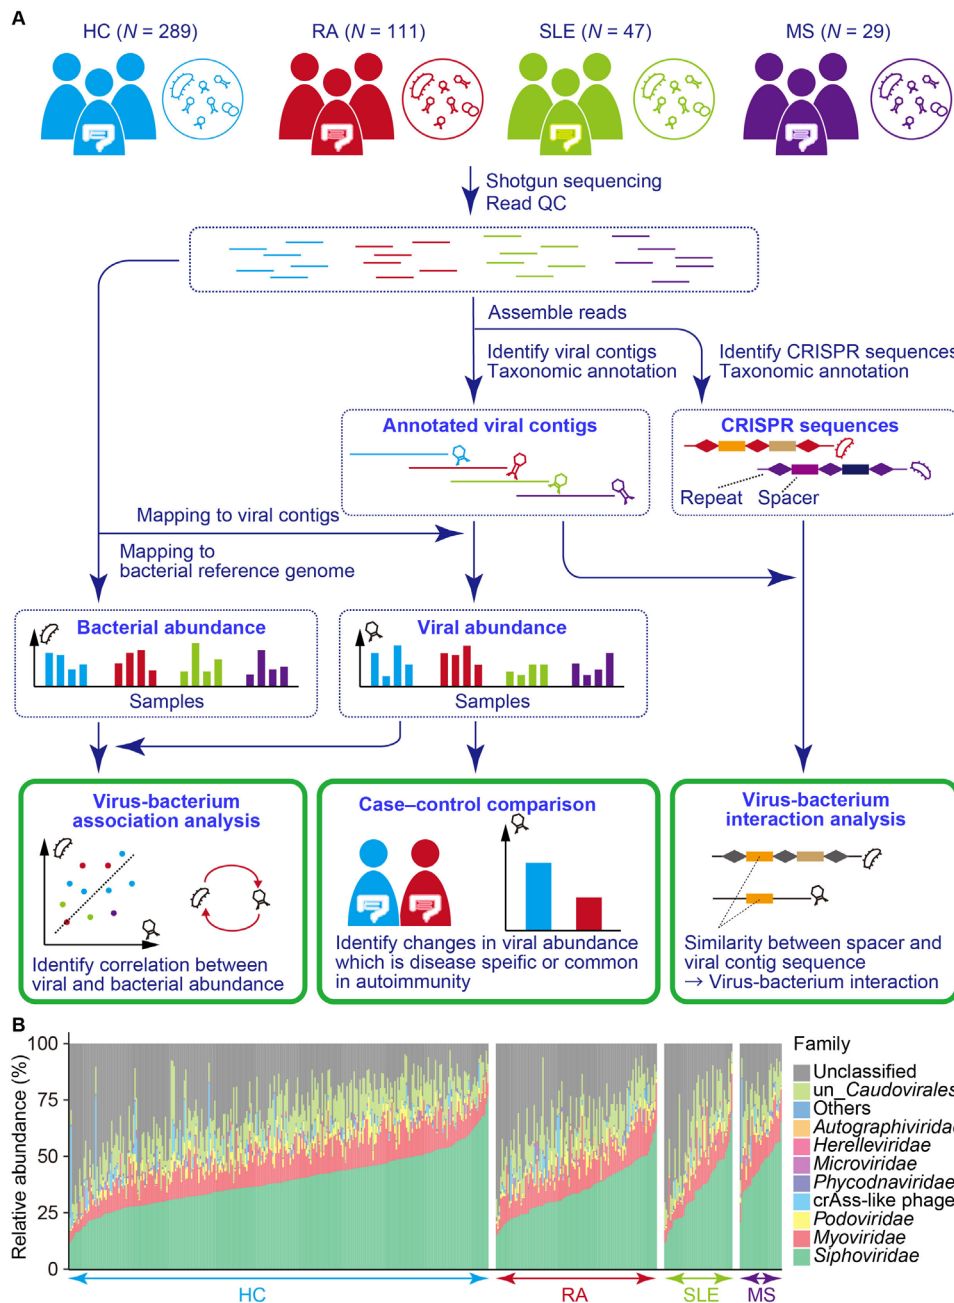 A
HC (N = 289)
RA (N = 111)
SLE (N = 47)
MS (N = 29)
Shotgun sequencing
Read QC
Assemble reads
Identify viral contigs
Taxonomic annotation
Identify CRISPR sequences
Taxonomic annotation
Annotated viral contigs
CRISPR sequences
Repeat
Spacer
Mapping to viral contigs
Mapping to
bacterial reference genome
Bacterial abundance
Samples
Viral abundance
Samples
Virus-bacterium
association analysis
Identify correlation between
viral and bacterial abundance
Case–control comparison
Identify changes in viral abundance
which is disease speific or common
in autoimmunity
Virus-bacterium
interaction analysis
Similarity between spacer and
viral contig sequence
→ Virus-bacterium interaction
B
Relative abundance (%)
100
75
50
25
0
HC
RA
SLE
MS
Family
Unclassified
un_Caudovirales
Others
Autographiviridae
Herelleviridae
Microviridae
Phycodnaviridae
crAss-like phage
Podoviridae
Myoviridae
Siphoviridae